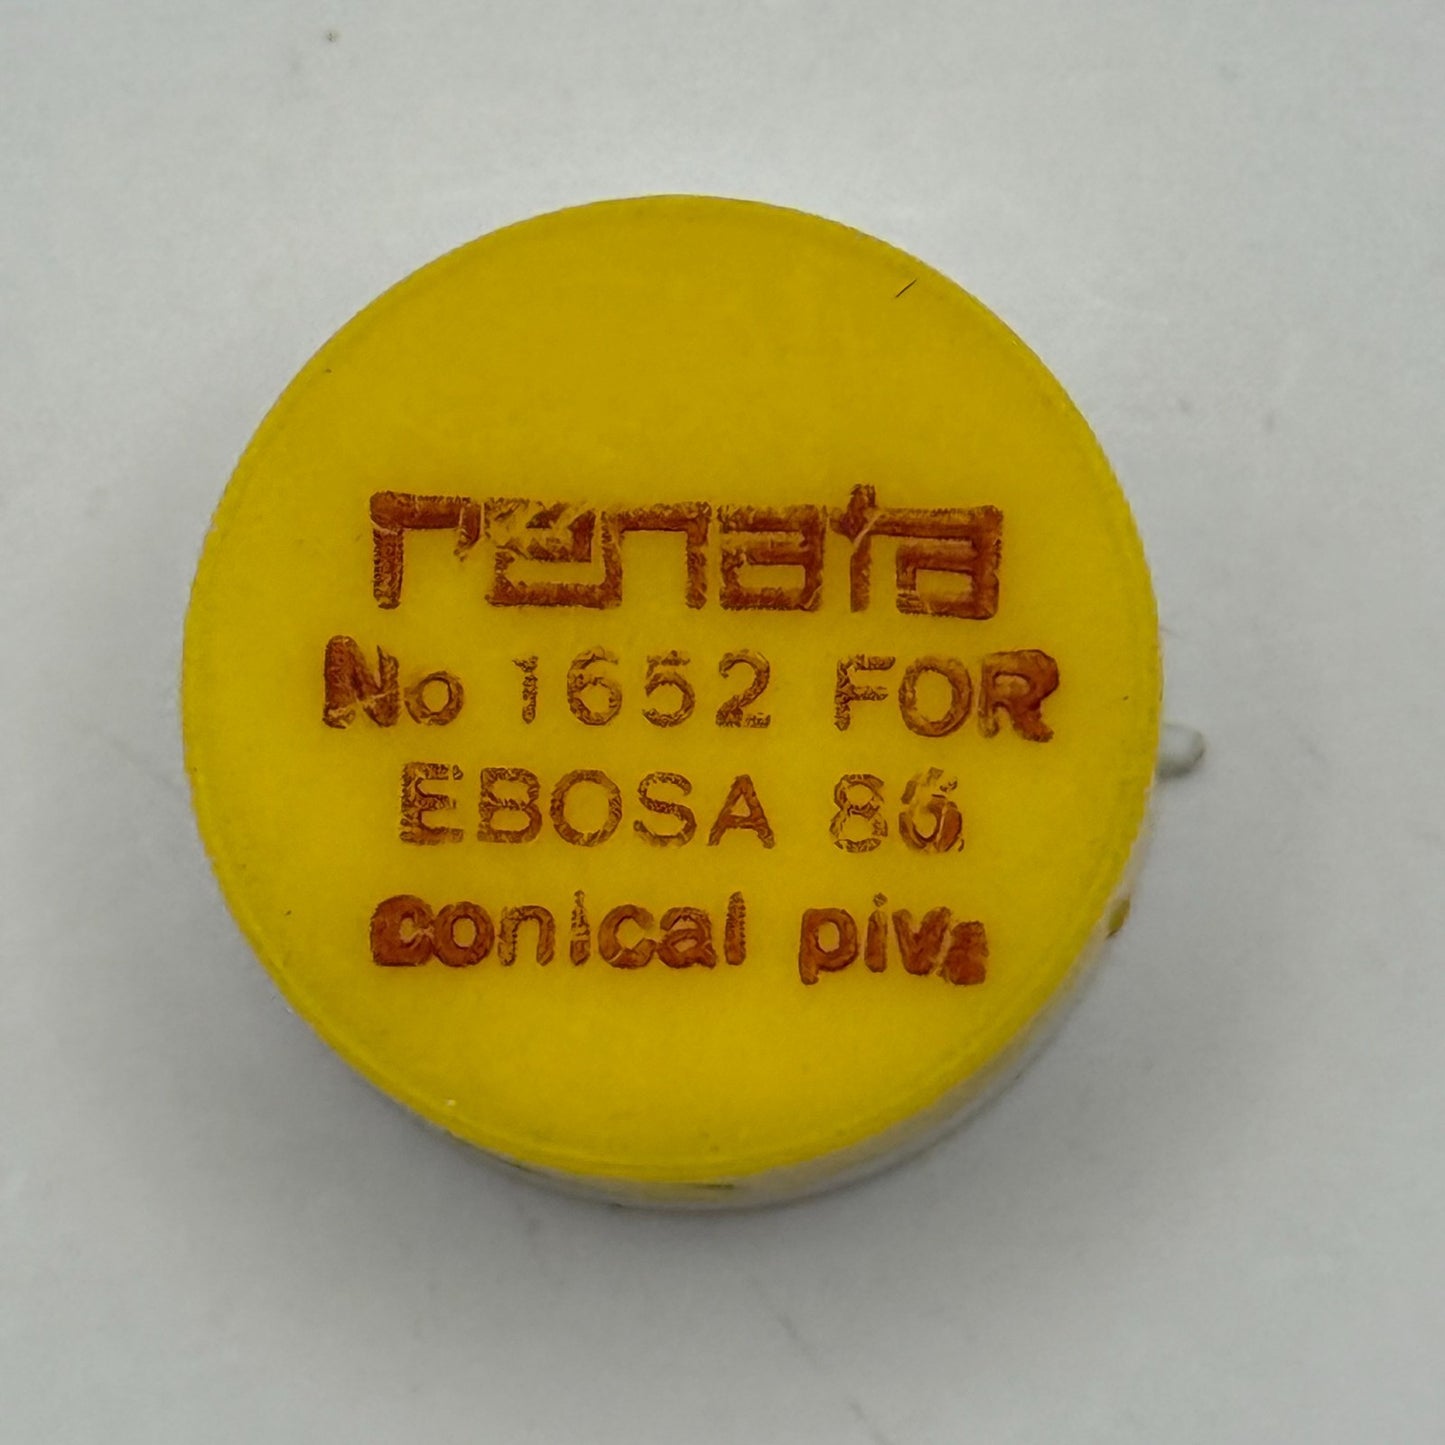 renata
No 1652 FOR
EBOSA 86
conical piv.